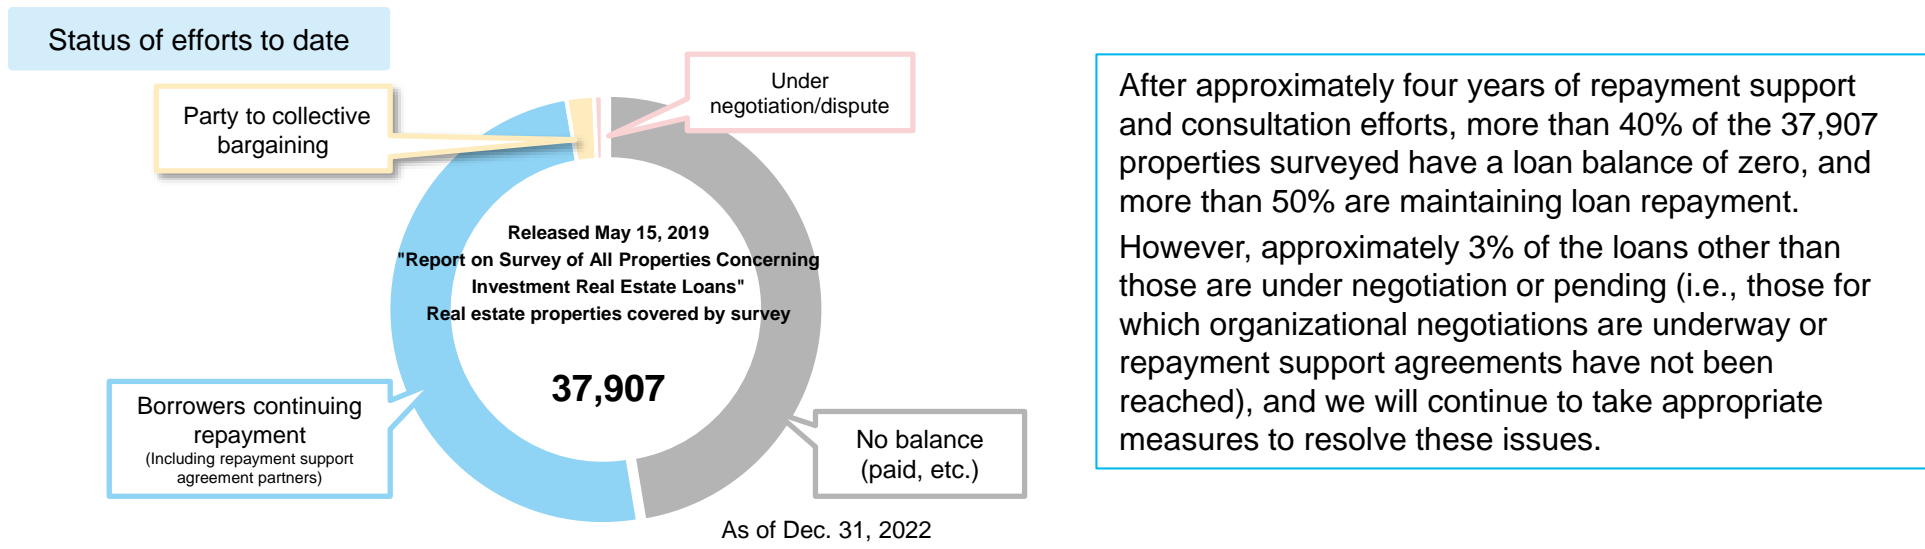 Status of efforts to date
Party to collective
bargaining
Under
negotiation/dispute
Released May 15, 2019
"Report on Survey of All Properties Concerning
Investment Real Estate Loans"
Real estate properties covered by survey
37,907
Borrowers continuing
repayment
(Including repayment support
agreement partners)
No balance
(paid, etc.)
As of Dec. 31, 2022
After approximately four years of repayment support
and consultation efforts, more than 40% of the 37,907
properties surveyed have a loan balance of zero, and
more than 50% are maintaining loan repayment.
However, approximately 3% of the loans other than
those are under negotiation or pending (i.e., those for
which organizational negotiations are underway or
repayment support agreements have not been
reached), and we will continue to take appropriate
measures to resolve these issues.